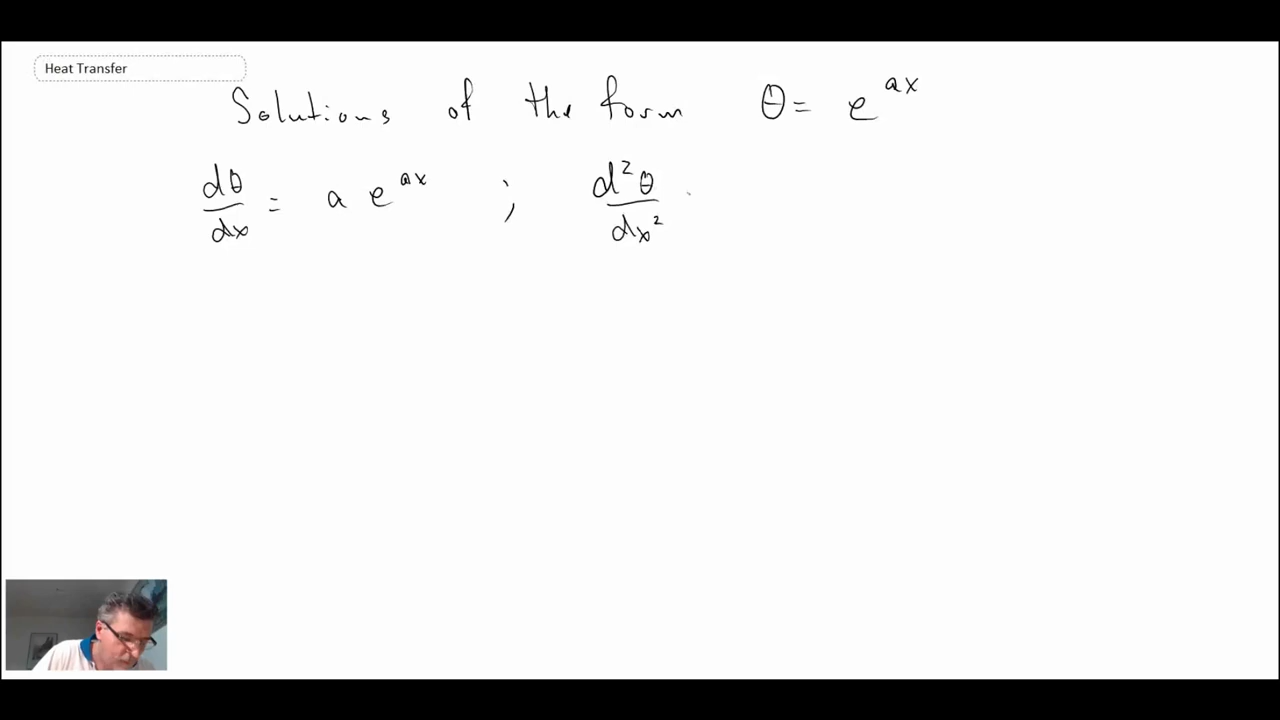 Heat Transfer
Solutions of the form θ = e^{ax}
dθ/dx = a e^{ax} ; d²θ/dx²